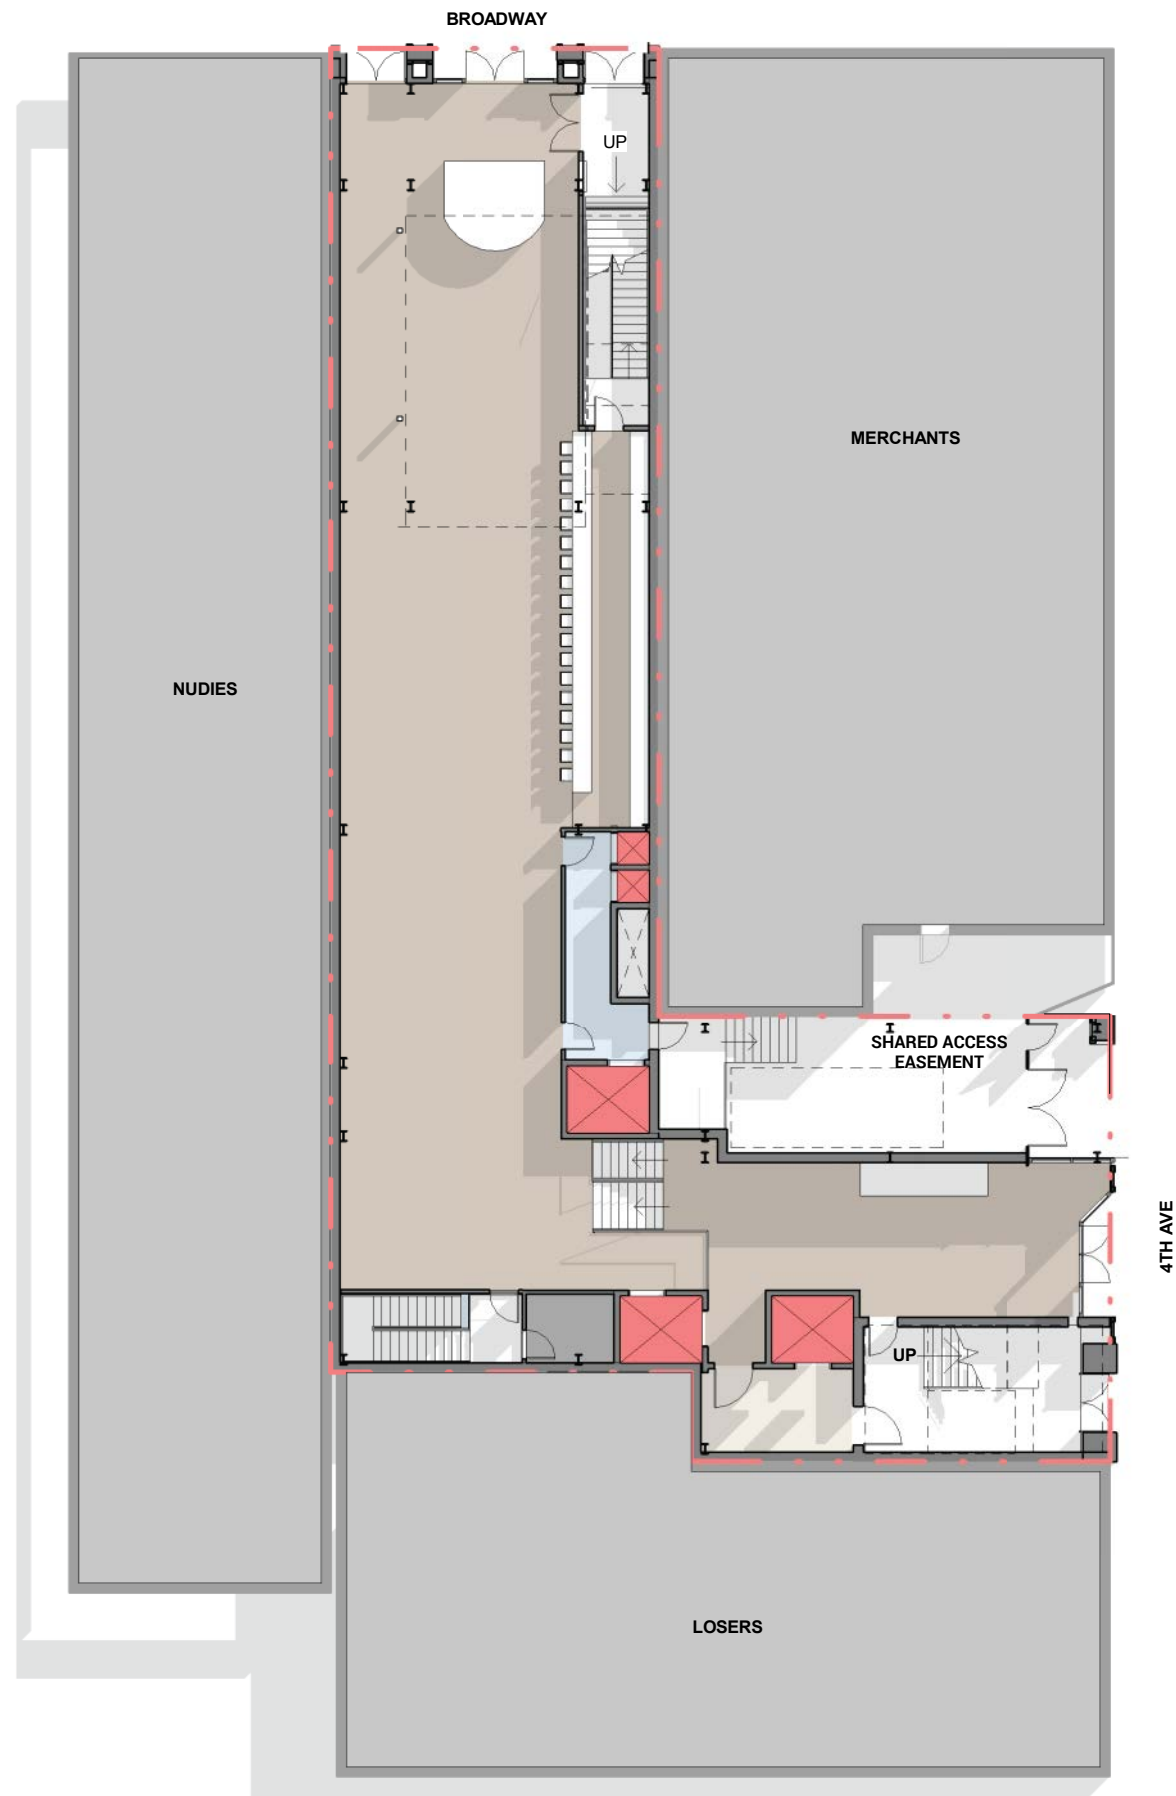 BROADWAY
UP
MERCHANTS
NUDIES
SHARED ACCESS
EASEMENT
4TH AVE
UP
LOSERS